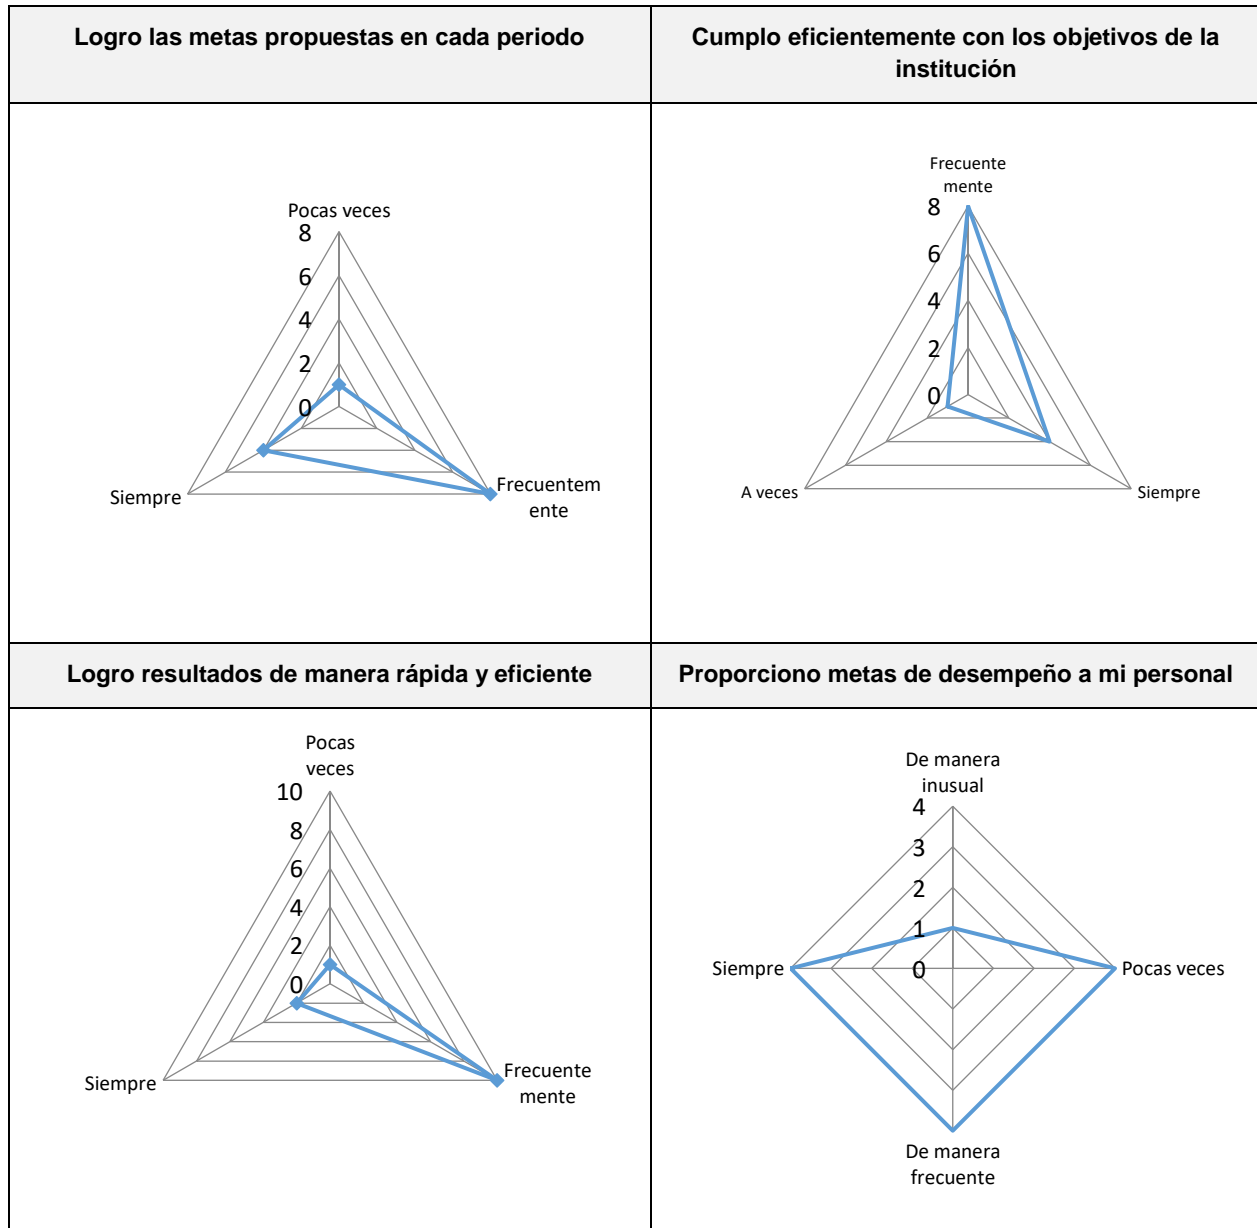 Logro las metas propuestas en cada periodo
Cumplo eficientemente con los objetivos de la
institución
Pocas veces
8
6
4
2
0
Siempre
Frecuentem
ente
Frecuente
mente
8
6
4
2
0
A veces
Siempre
Logro resultados de manera rápida y eficiente
Proporciono metas de desempeño a mi personal
Pocas
veces
10
8
6
4
2
0
Siempre
Frecuente
mente
De manera
inusual
4
3
2
1
0
Siempre
Pocas veces
De manera
frecuente